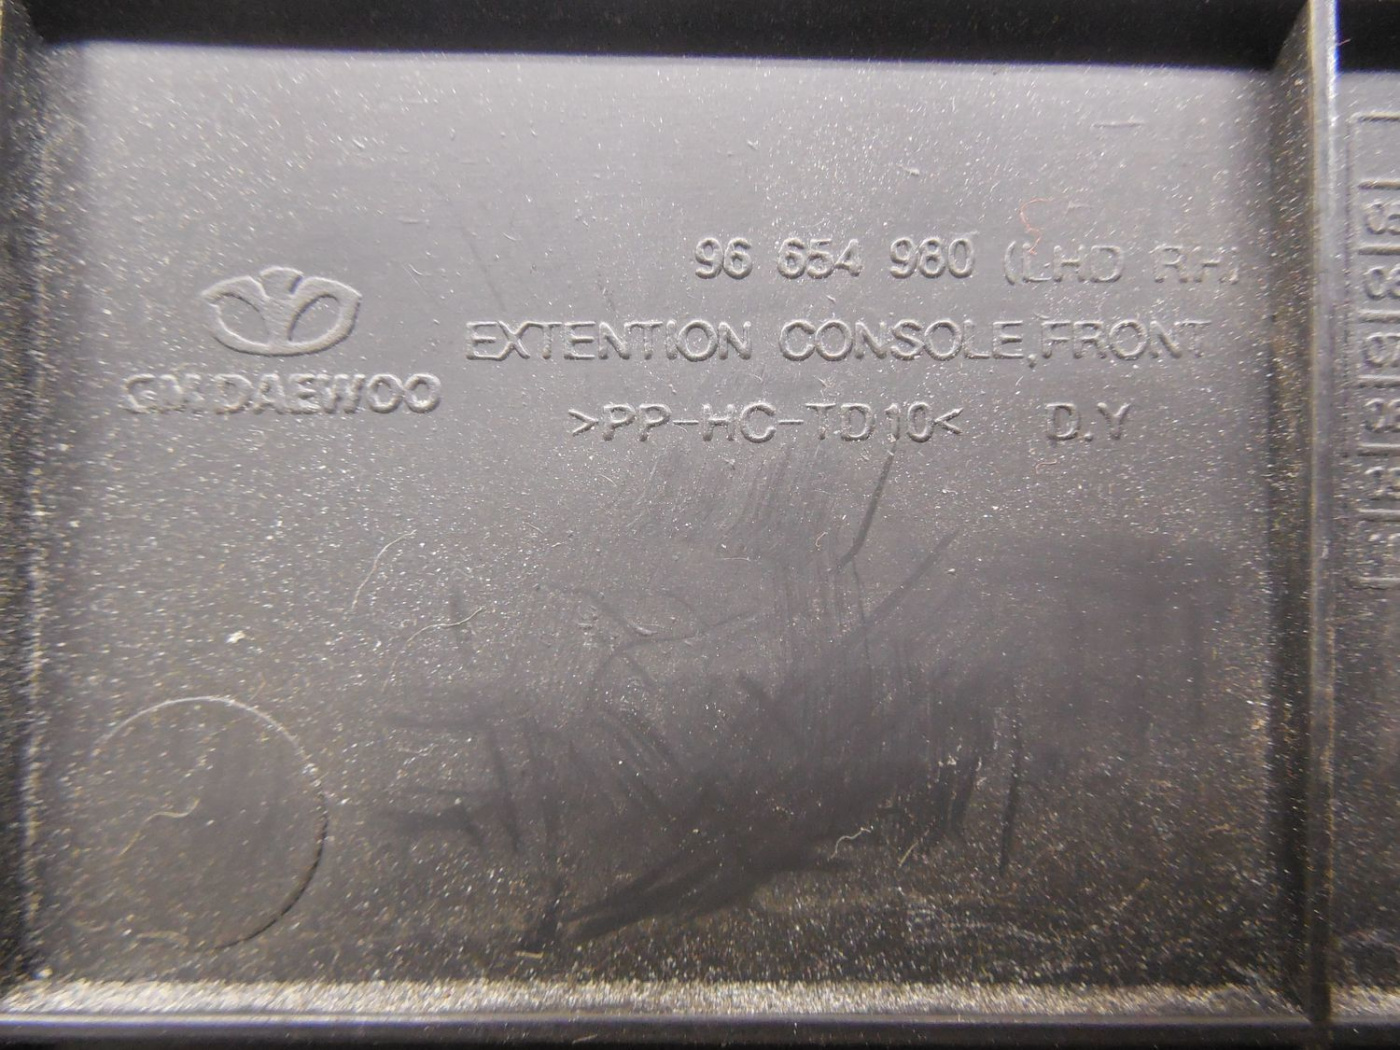 96 654 980 (LHD RH)
EXTENTION CONSOLE,FRONT
GM DAEWOO
>PP-HC-TD10< D.Y